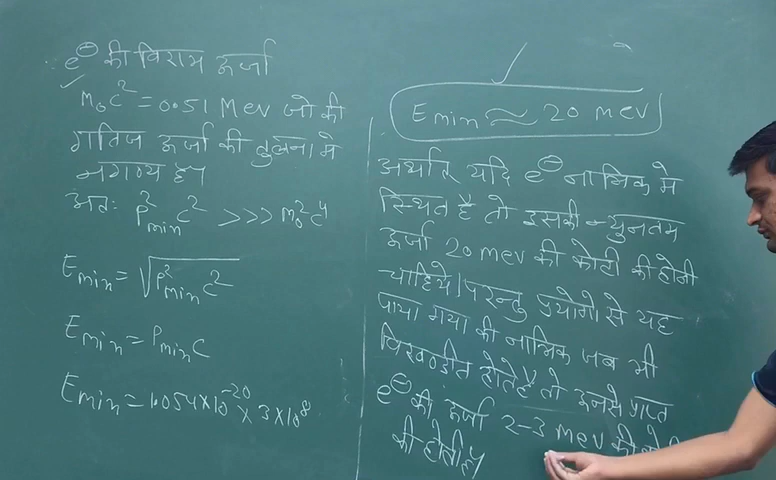 e⊖ की विराम ऊर्जा
m₀c² = 0.051 Mev जो की
गतिज ऊर्जा की तुलना मे
नगण्य है।
अतः P²min c² >>> m₀²c⁴
Emin = √P²min c²
Emin = Pmin c
Emin = 1.054 × 10⁻²⁰ × 3 × 10⁸
Emin ≈ 20 mev
अर्थात यदि e⊖ नाभिक मे
स्थित है तो इसकी न्युनतम
ऊर्जा 20 mev की कोटी की होनी
चाहिये। परन्तु प्रयोगो से यह
पाया गया की नाभिक जब भी
विखण्डीत होते है तो उनसे प्राप्त
e⊖ की ऊर्जा 2-3 mev की
की होती है।